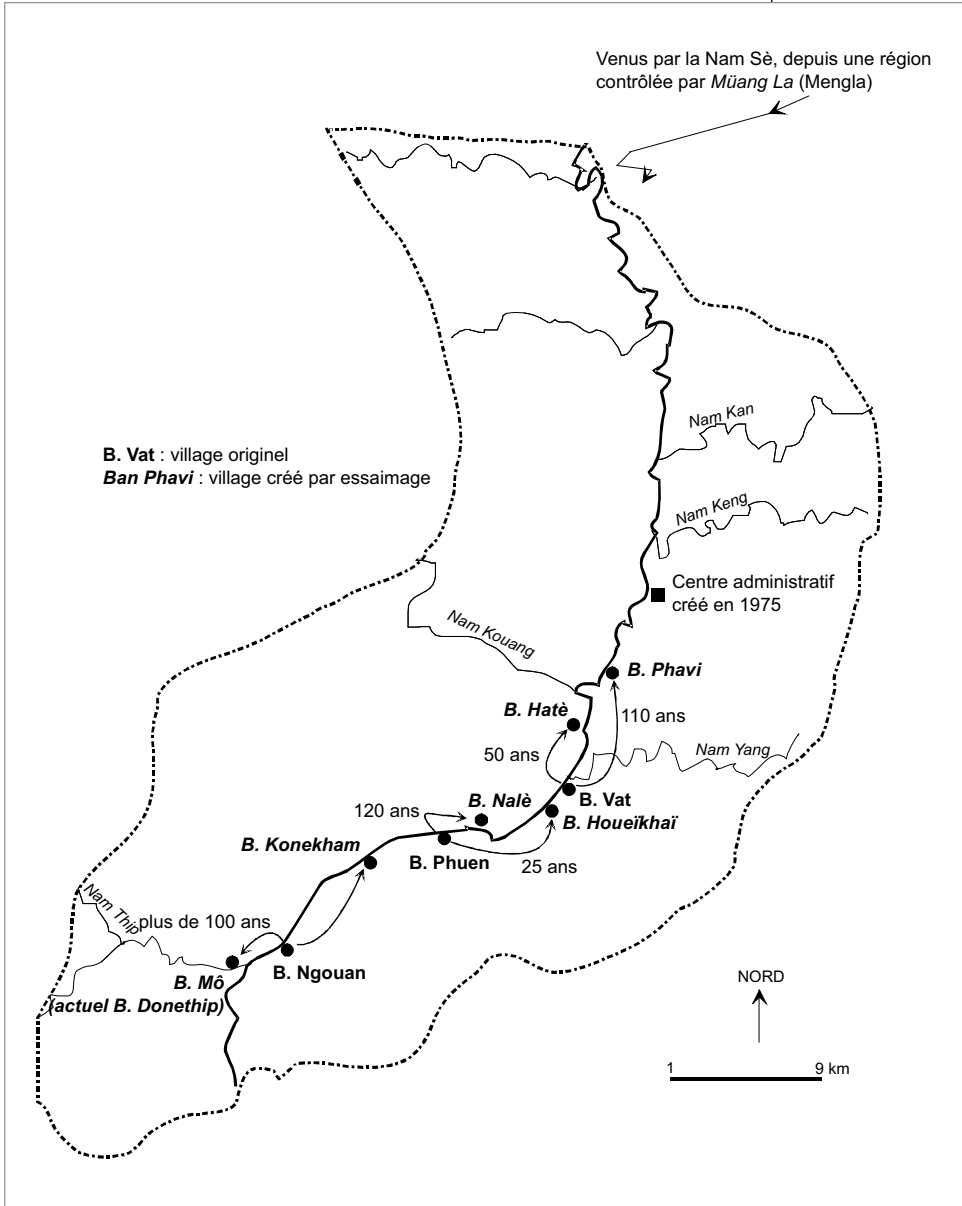 Venus par la Nam Sè, depuis une région
contrôlée par Müang La (Mengla)
Nam Kan
B. Vat : village originel
Ban Phavi : village créé par essaimage
Nam Keng
Centre administratif
créé en 1975
Nam Kouang
B. Phavi
B. Hatè
110 ans
50 ans
Nam Yang
B. Vat
B. Nalè
120 ans
B. Houeïkhaï
B. Konekham
B. Phuen
25 ans
Nam Thip
plus de 100 ans
B. Ngouan
B. Mô
(actuel B. Donethip)
NORD
1
9 km